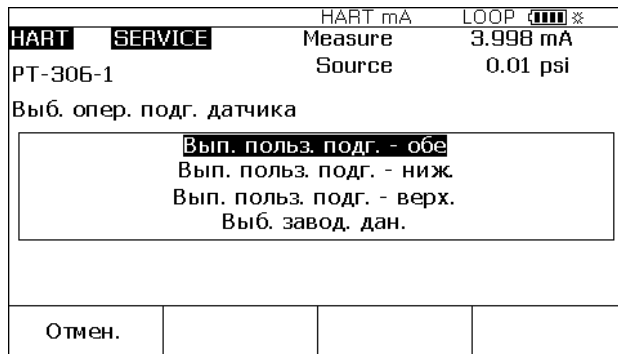 HART mA LOOP
HART SERVICE Measure 3.998 mA
Source 0.01 psi
PT-306-1
Выб. опер. подг. датчика
Вып. польз. подг. - обе
Вып. польз. подг. - ниж.
Вып. польз. подг. - верх.
Выб. завод. дан.
Отмен.